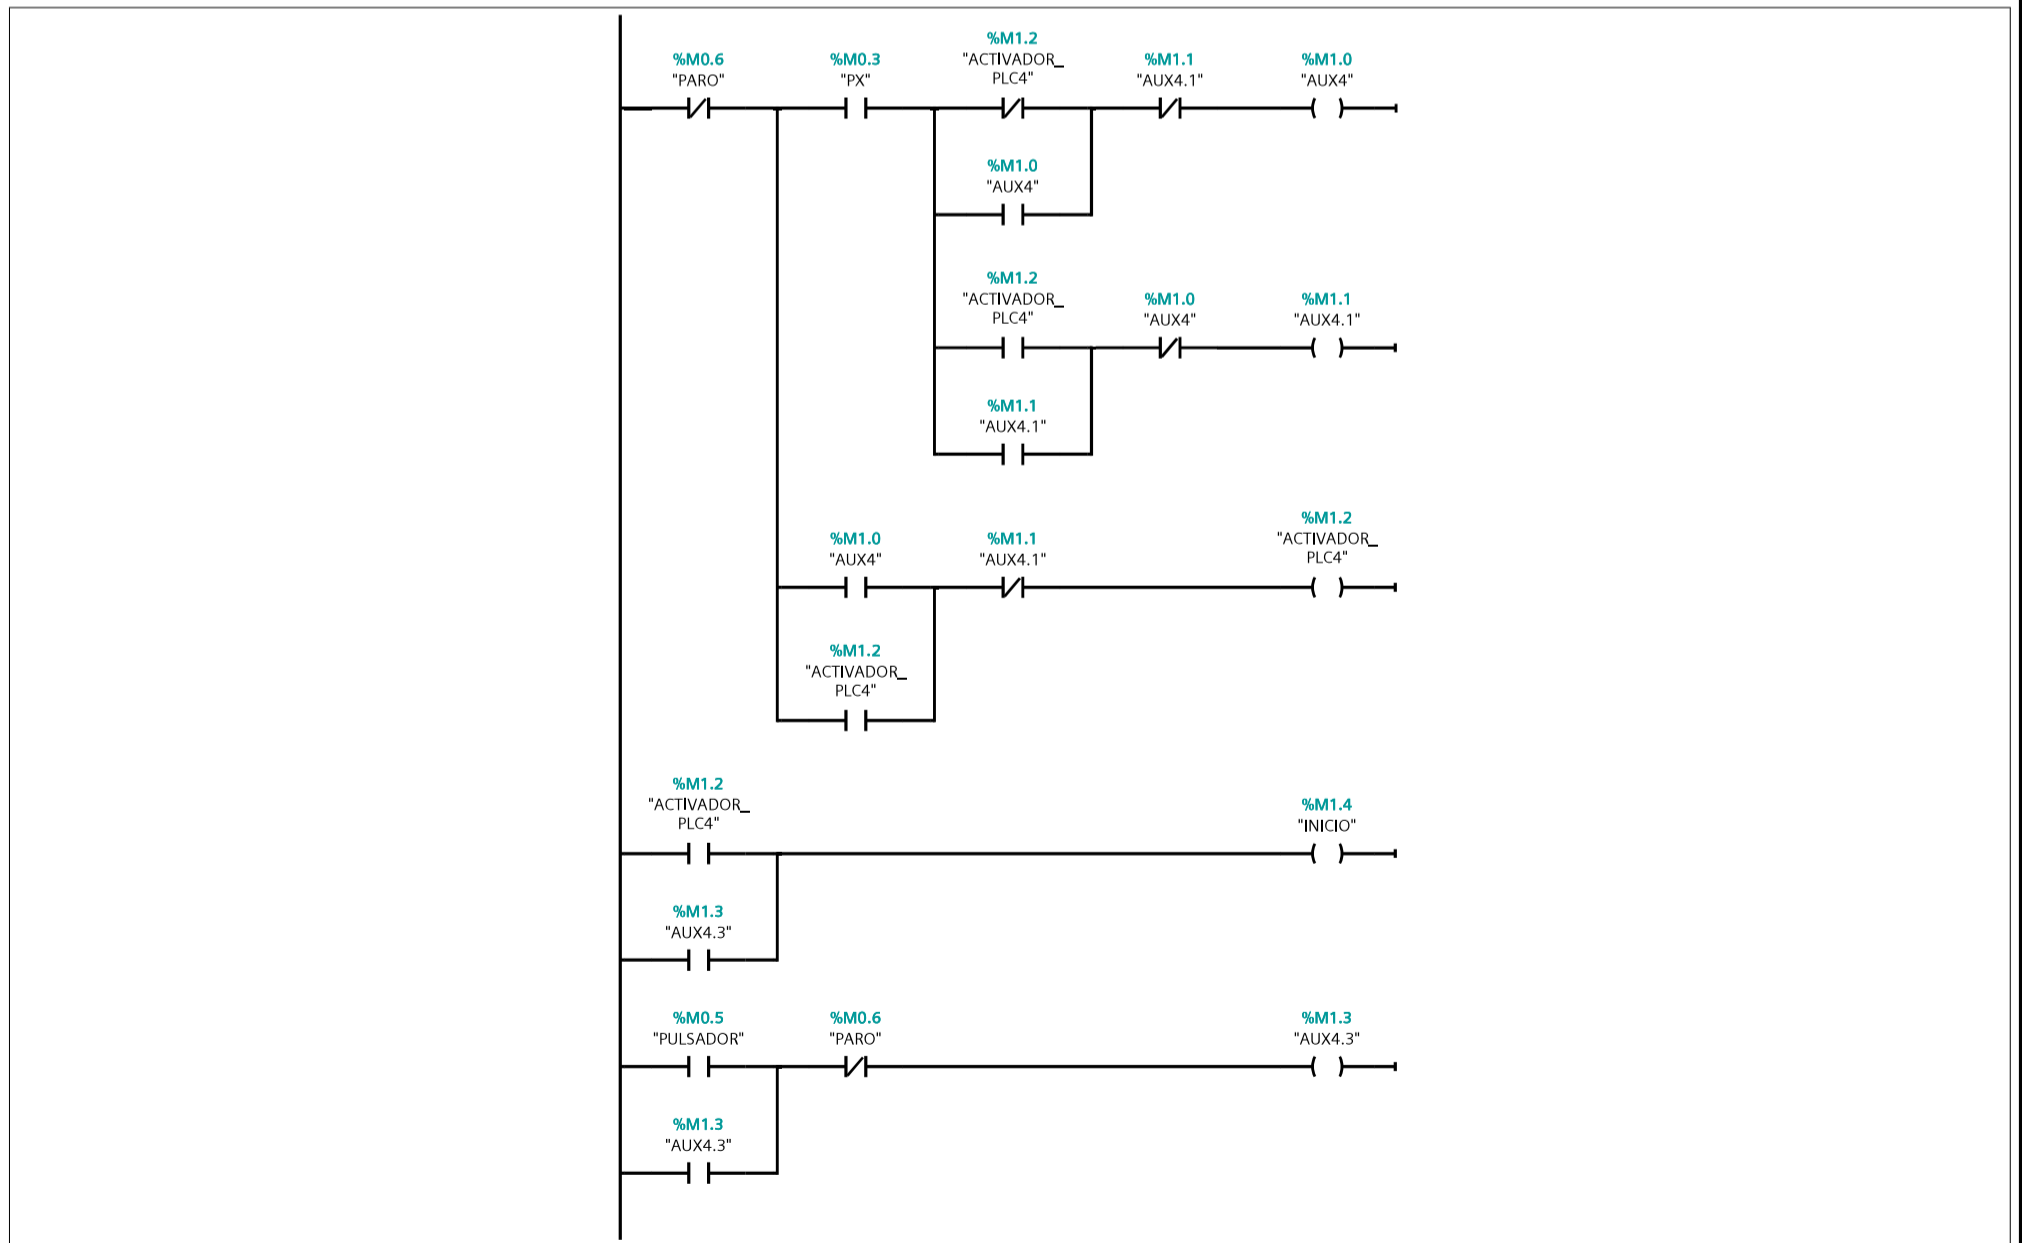 %M0.6
"PARO"
%M0.3
"PX"
%M1.2
"ACTIVADOR_
PLC4"
%M1.1
"AUX4.1"
%M1.0
"AUX4"
%M1.0
"AUX4"
%M1.2
"ACTIVADOR_
PLC4"
%M1.0
"AUX4"
%M1.1
"AUX4.1"
%M1.1
"AUX4.1"
%M1.0
"AUX4"
%M1.1
"AUX4.1"
%M1.2
"ACTIVADOR_
PLC4"
%M1.2
"ACTIVADOR_
PLC4"
%M1.2
"ACTIVADOR_
PLC4"
%M1.4
"INICIO"
%M1.3
"AUX4.3"
%M0.5
"PULSADOR"
%M0.6
"PARO"
%M1.3
"AUX4.3"
%M1.3
"AUX4.3"